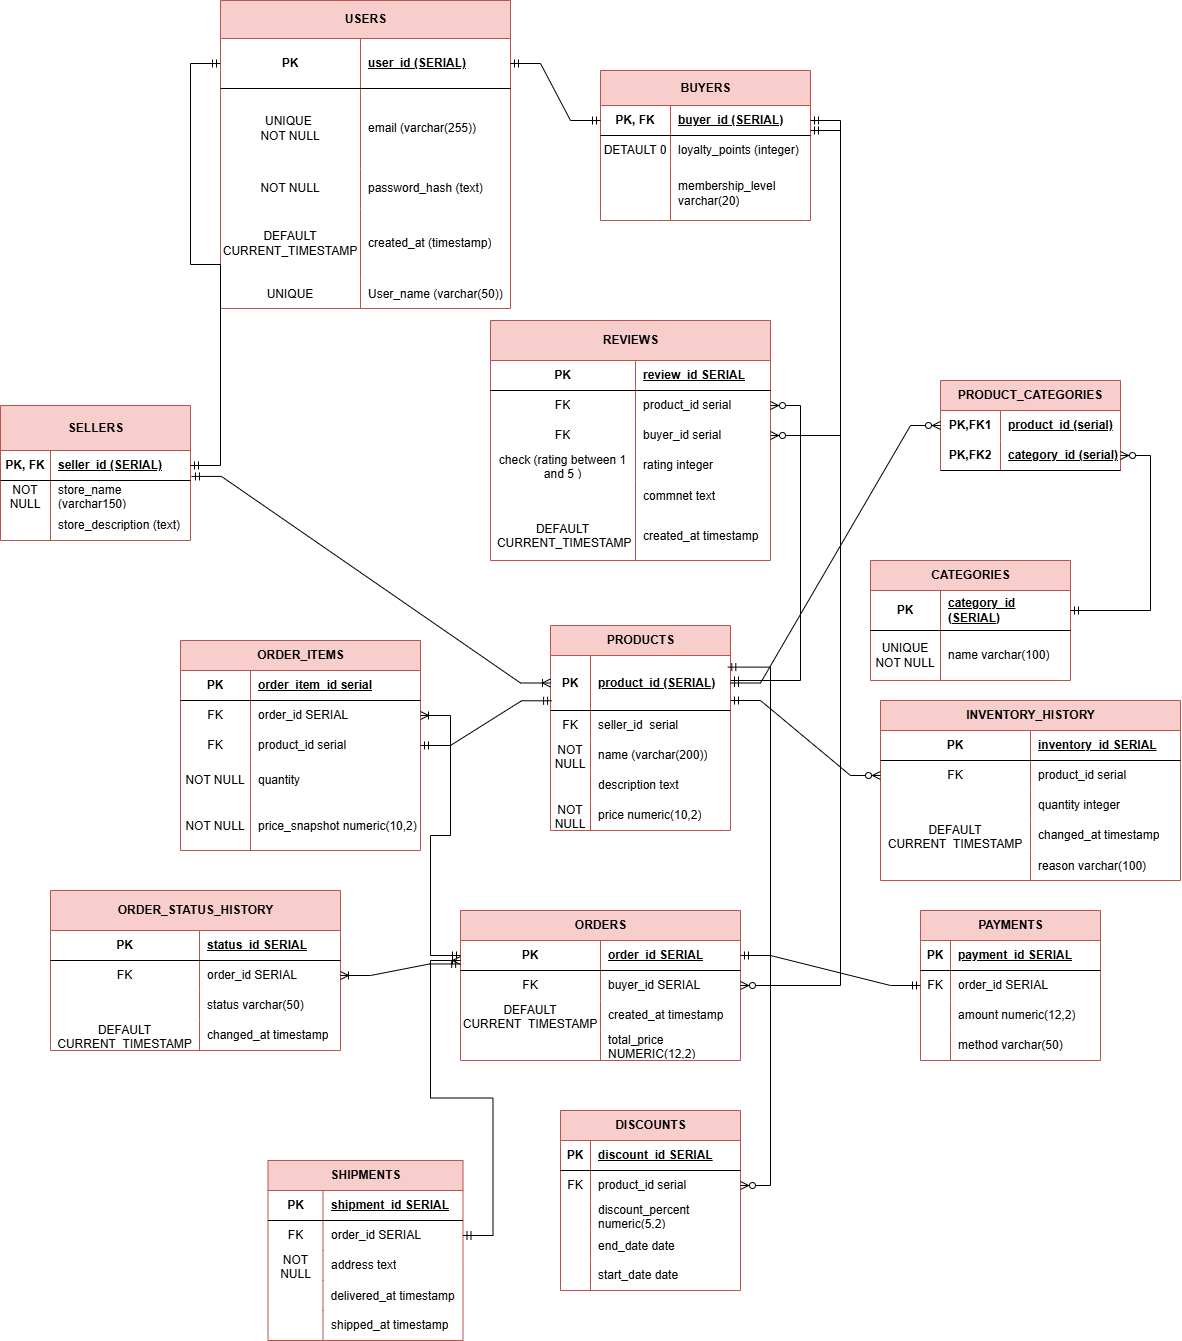 USERS
PK
user_id (SERIAL)
UNIQUE
NOT NULL
email (varchar(255))
NOT NULL
password_hash (text)
DEFAULT
CURRENT_TIMESTAMP
created_at (timestamp)
UNIQUE
User_name (varchar(50))
BUYERS
PK, FK
buyer_id (SERIAL)
DETAULT 0
loyalty_points (integer)
membership_level
varchar(20)
REVIEWS
PK
review_id SERIAL
FK
product_id serial
FK
buyer_id serial
check (rating between 1
and 5 )
rating integer
commnet text
DEFAULT
CURRENT_TIMESTAMP
created_at timestamp
PRODUCT_CATEGORIES
PK,FK1
product_id (serial)
PK,FK2
category_id (serial)
SELLERS
PK, FK
seller_id (SERIAL)
NOT
NULL
store_name
(varchar150)
store_description (text)
CATEGORIES
PK
category_id
(SERIAL)
UNIQUE
NOT NULL
name varchar(100)
PRODUCTS
PK
product_id (SERIAL)
FK
seller_id  serial
NOT
NULL
name (varchar(200))
description text
NOT
NULL
price numeric(10,2)
ORDER_ITEMS
PK
order_item_id serial
FK
order_id SERIAL
FK
product_id serial
NOT NULL
quantity
NOT NULL
price_snapshot numeric(10,2)
INVENTORY_HISTORY
PK
inventory_id SERIAL
FK
product_id serial
quantity integer
DEFAULT
CURRENT_TIMESTAMP
changed_at timestamp
reason varchar(100)
ORDER_STATUS_HISTORY
PK
status_id SERIAL
FK
order_id SERIAL
status varchar(50)
DEFAULT
CURRENT_TIMESTAMP
changed_at timestamp
ORDERS
PK
order_id SERIAL
FK
buyer_id SERIAL
DEFAULT
CURRENT_TIMESTAMP
created_at timestamp
total_price
NUMERIC(12,2)
PAYMENTS
PK
payment_id SERIAL
FK
order_id SERIAL
amount numeric(12,2)
method varchar(50)
DISCOUNTS
PK
discount_id SERIAL
FK
product_id serial
discount_percent
numeric(5,2)
end_date date
start_date date
SHIPMENTS
PK
shipment_id SERIAL
FK
order_id SERIAL
NOT
NULL
address text
delivered_at timestamp
shipped_at timestamp